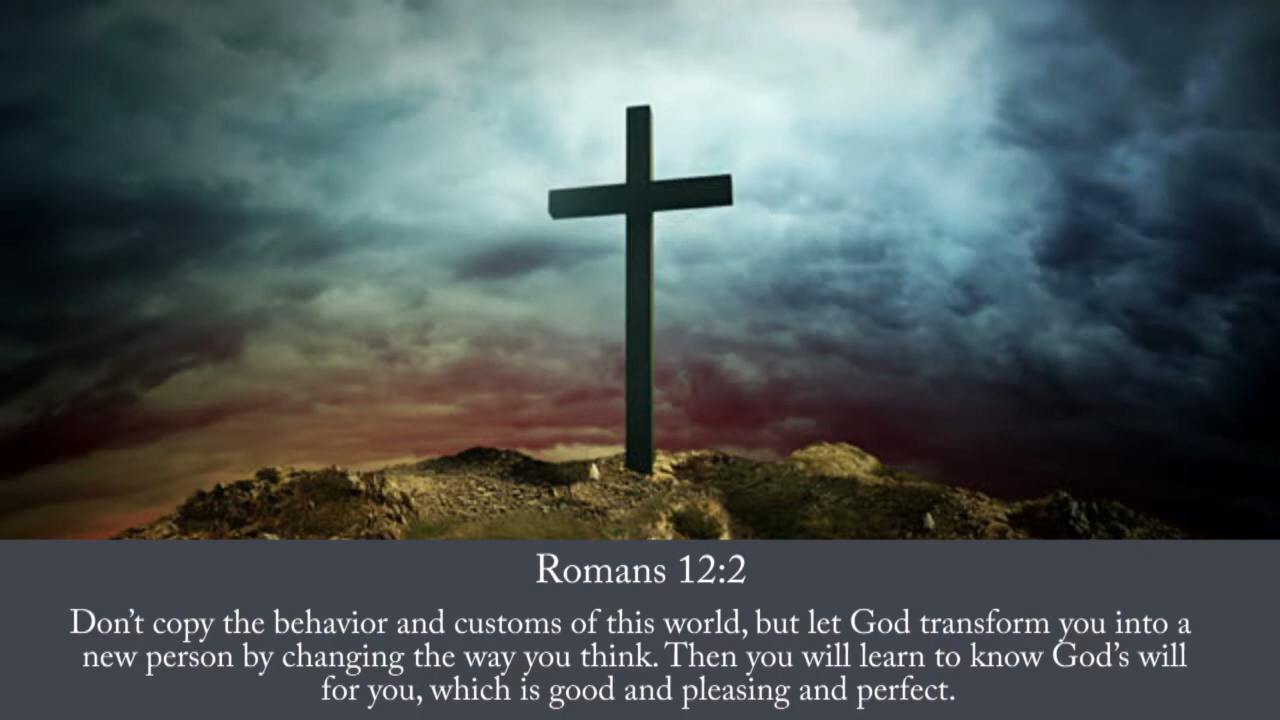 Romans 12:2
Don’t copy the behavior and customs of this world, but let God transform you into a
new person by changing the way you think. Then you will learn to know God’s will
for you, which is good and pleasing and perfect.